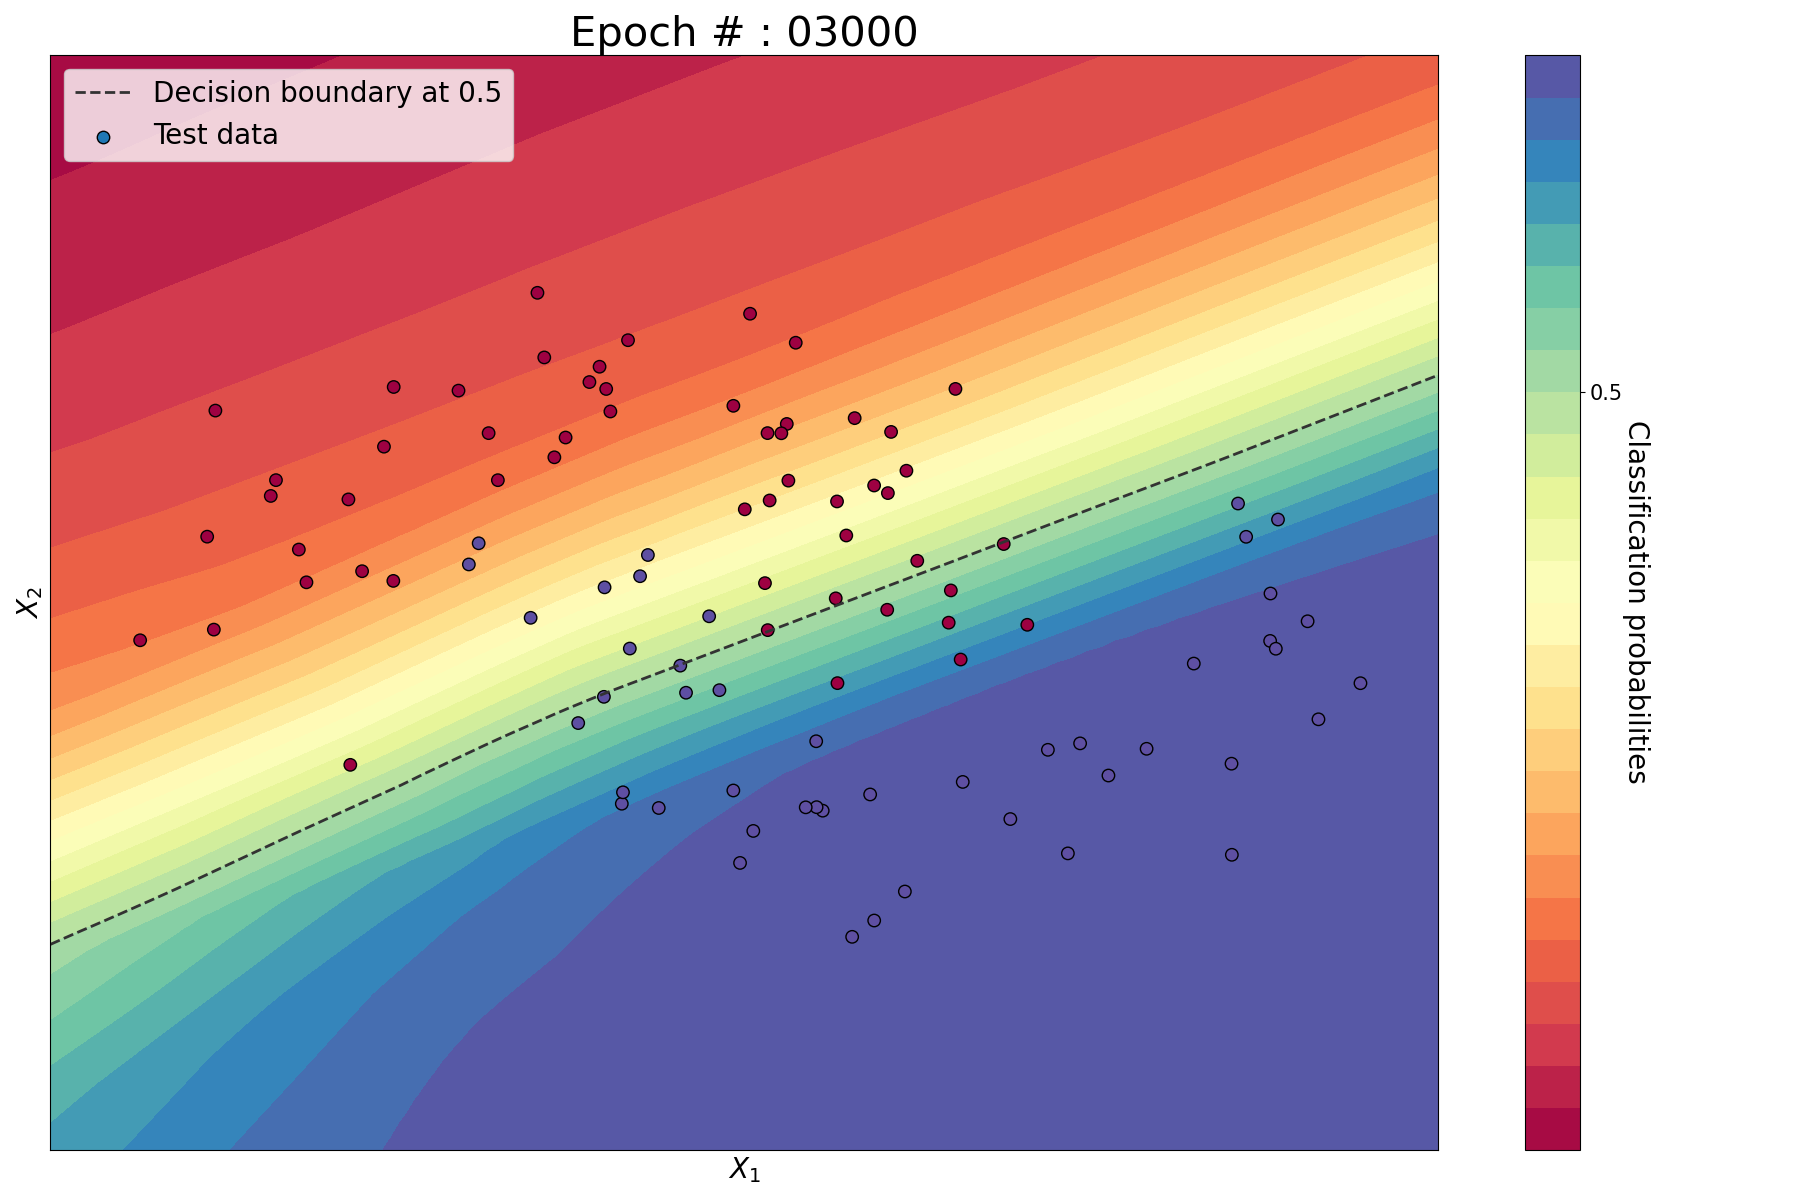 Epoch # : 03000
Decision boundary at 0.5
Test data
X₂
X₁
0.5
Classification probabilities